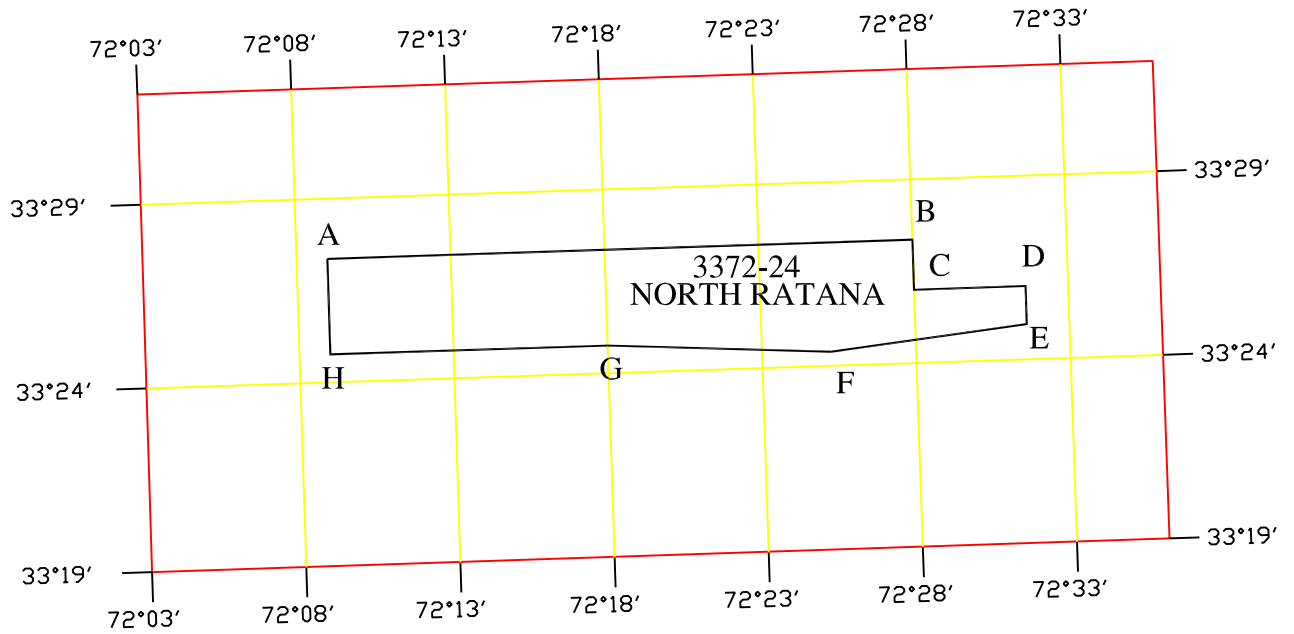 72°03′ 72°08′ 72°13′ 72°18′ 72°23′ 72°28′ 72°33′
33°29′ 33°29′
A B
3372-24 C D
NORTH RATANA
E
H G F
33°24′ 33°24′
33°19′ 33°19′
72°03′ 72°08′ 72°13′ 72°18′ 72°23′ 72°28′ 72°33′